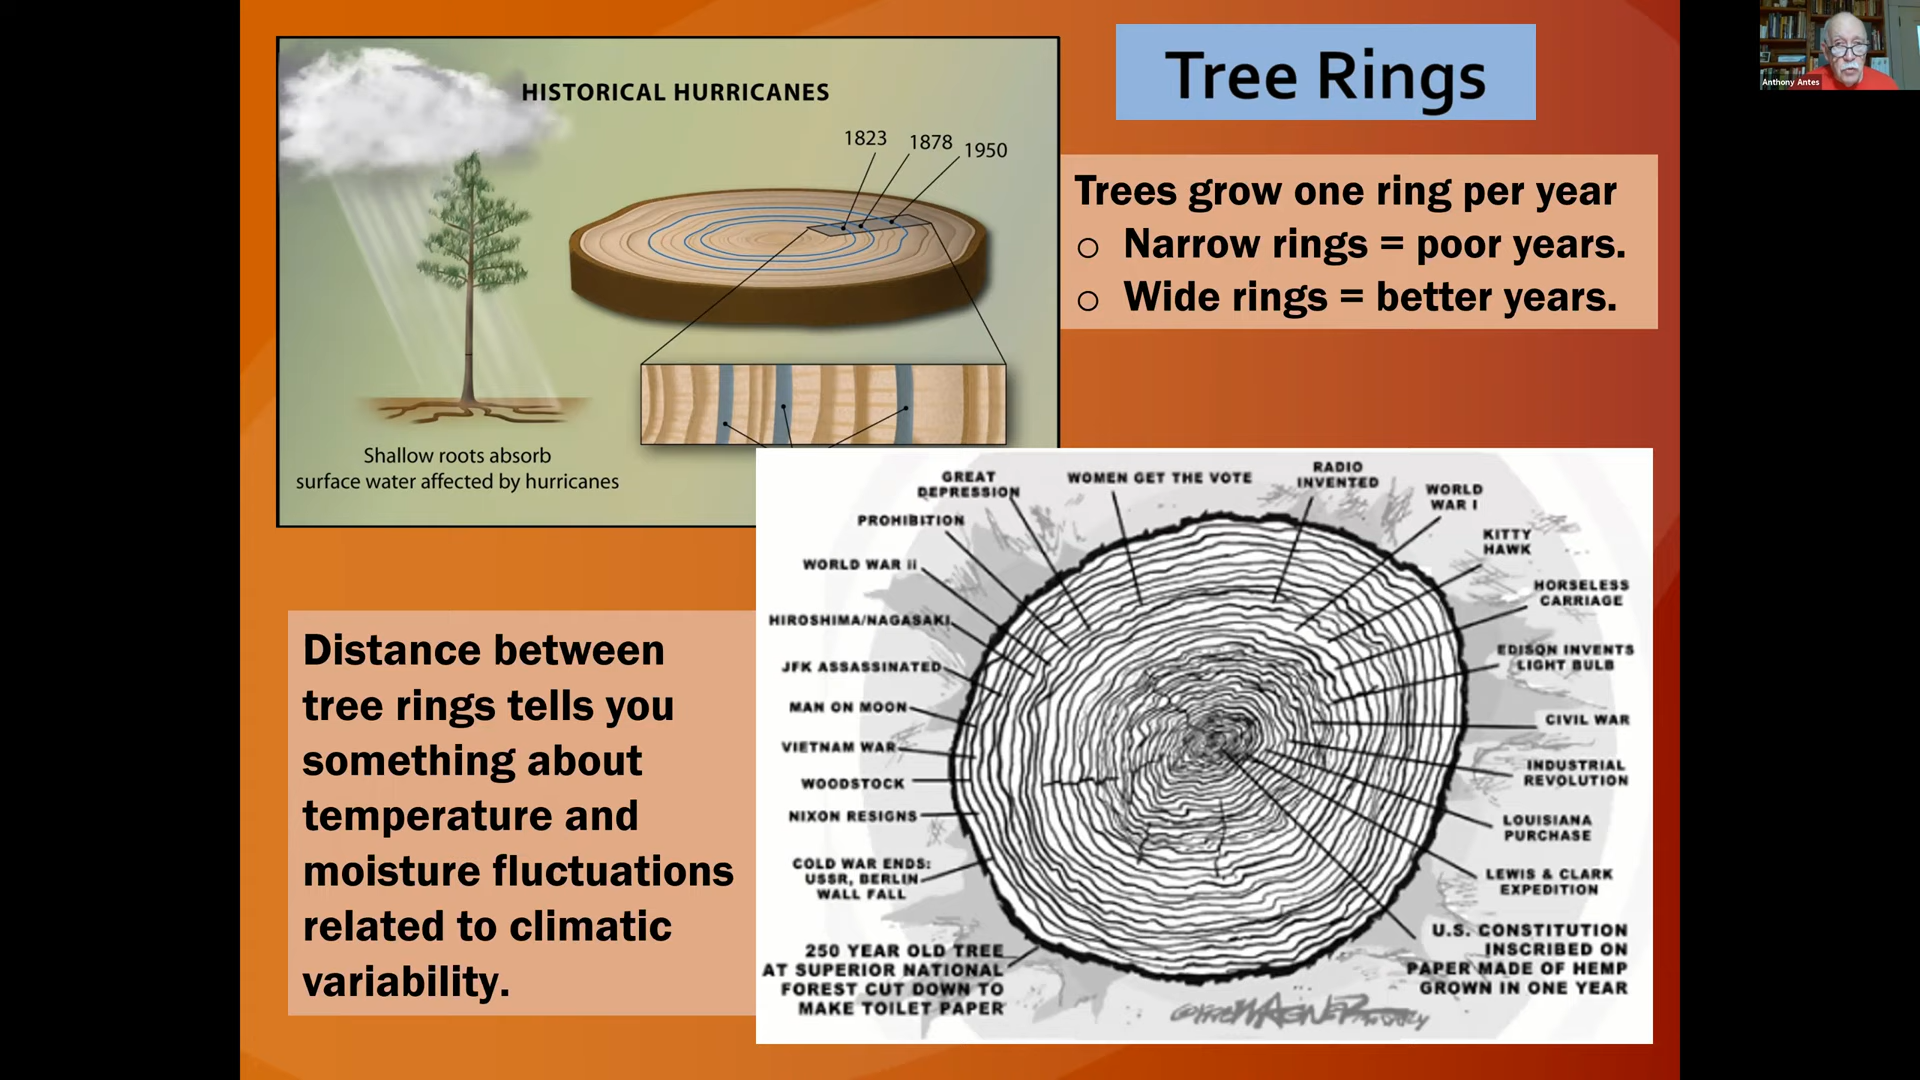 HISTORICAL HURRICANES
1823
1878
1950
Shallow roots absorb
surface water affected by hurricanes
Tree Rings
Trees grow one ring per year
Narrow rings = poor years.
Wide rings = better years.
Anthony Antes
Distance between
tree rings tells you
something about
temperature and
moisture fluctuations
related to climatic
variability.
GREAT
DEPRESSION
WOMEN GET THE VOTE
RADIO
INVENTED
WORLD
WAR I
KITTY
HAWK
HORSELESS
CARRIAGE
EDISON INVENTS
LIGHT BULB
CIVIL WAR
INDUSTRIAL
REVOLUTION
LOUISIANA
PURCHASE
LEWIS & CLARK
EXPEDITION
U.S. CONSTITUTION
INSCRIBED ON
PAPER MADE OF HEMP
GROWN IN ONE YEAR
PROHIBITION
WORLD WAR II
HIROSHIMA/NAGASAKI
JFK ASSASSINATED
MAN ON MOON
VIETNAM WAR
WOODSTOCK
NIXON RESIGNS
COLD WAR ENDS:
USSR, BERLIN
WALL FALL
250 YEAR OLD TREE
AT SUPERIOR NATIONAL
FOREST CUT DOWN TO
MAKE TOILET PAPER